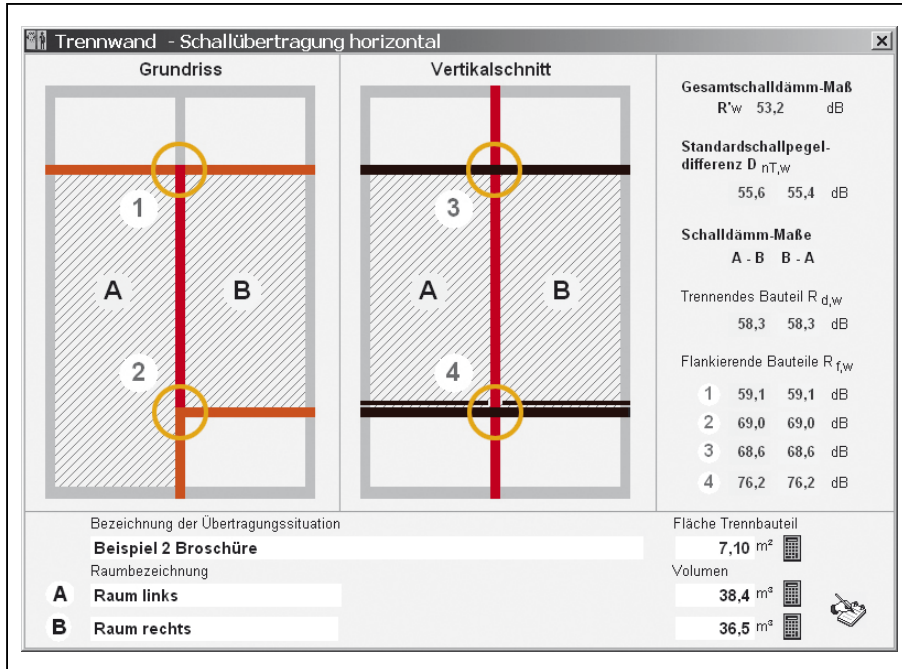 Trennwand - Schallübertragung horizontal
Grundriss
Vertikalschnitt
1
A
B
2
3
A
B
4
Gesamtschalldämm-Maß
R'w 53,2 dB
Standardschallpegel-
differenz D nT,w
55,6 55,4 dB
Schalldämm-Maße
A - B B - A
Trennendes Bauteil R d,w
58,3 58,3 dB
Flankierende Bauteile R f,w
1 59,1 59,1 dB
2 69,0 69,0 dB
3 68,6 68,6 dB
4 76,2 76,2 dB
Bezeichnung der Übertragungssituation
Beispiel 2 Broschüre
Raumbezeichnung
A Raum links
B Raum rechts
Fläche Trennbauteil
7,10 m²
Volumen
38,4 m³
36,5 m³